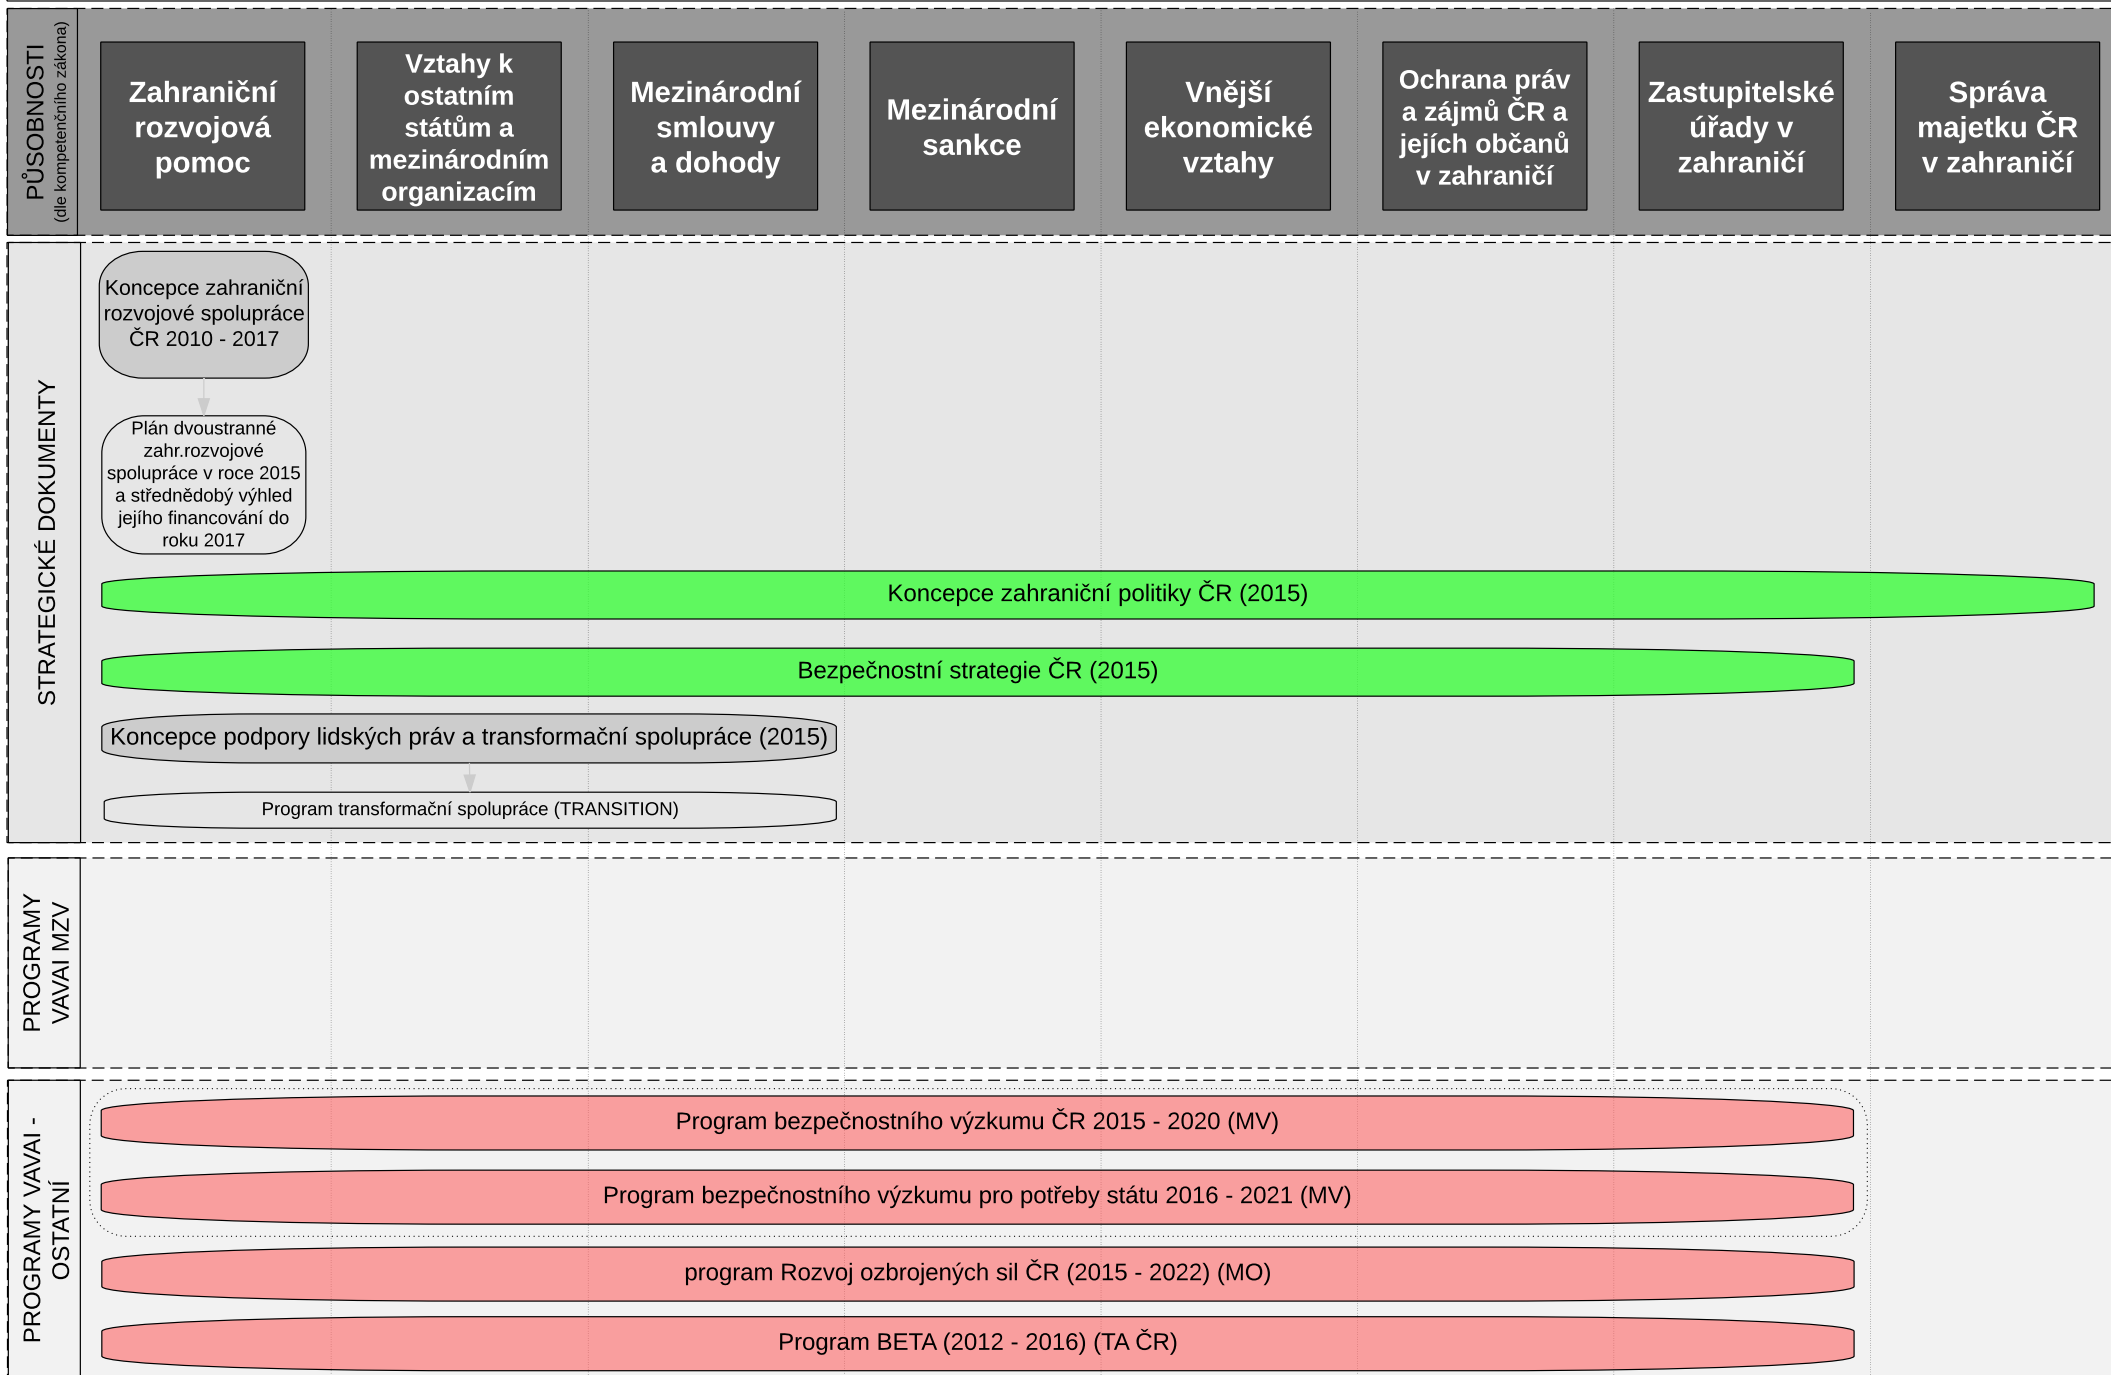 PŮSOBNOSTI
(dle kompetenčního zákona)
Zahraniční
rozvojová
pomoc
Vztahy k
ostatním
státům a
mezinárodním
organizacím
Mezinárodní
smlouvy
a dohody
Mezinárodní
sankce
Vnější
ekonomické
vztahy
Ochrana práv
a zájmů ČR a
jejích občanů
v zahraničí
Zastupitelské
úřady v
zahraničí
Správa
majetku ČR
v zahraničí
STRATEGICKÉ DOKUMENTY
Koncepce zahraniční
rozvojové spolupráce
ČR 2010 - 2017
Plán dvoustranné
zahr.rozvojové
spolupráce v roce 2015
a střednědobý výhled
jejího financování do
roku 2017
Koncepce zahraniční politiky ČR (2015)
Bezpečnostní strategie ČR (2015)
Koncepce podpory lidských práv a transformační spolupráce (2015)
Program transformační spolupráce (TRANSITION)
PROGRAMY
VAVAI MZV
PROGRAMY VAVAI -
OSTATNÍ
Program bezpečnostního výzkumu ČR 2015 - 2020 (MV)
Program bezpečnostního výzkumu pro potřeby státu 2016 - 2021 (MV)
program Rozvoj ozbrojených sil ČR (2015 - 2022) (MO)
Program BETA (2012 - 2016) (TA ČR)